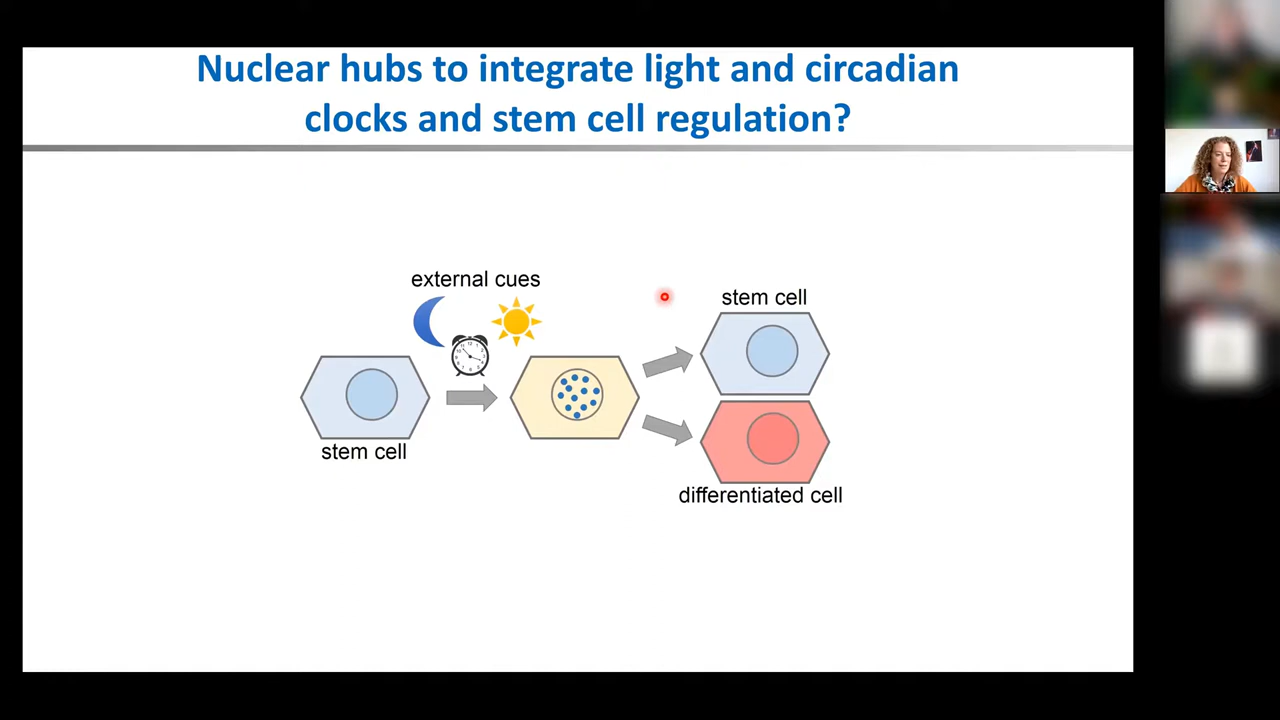 Nuclear hubs to integrate light and circadian
clocks and stem cell regulation?
external cues
stem cell
stem cell
differentiated cell